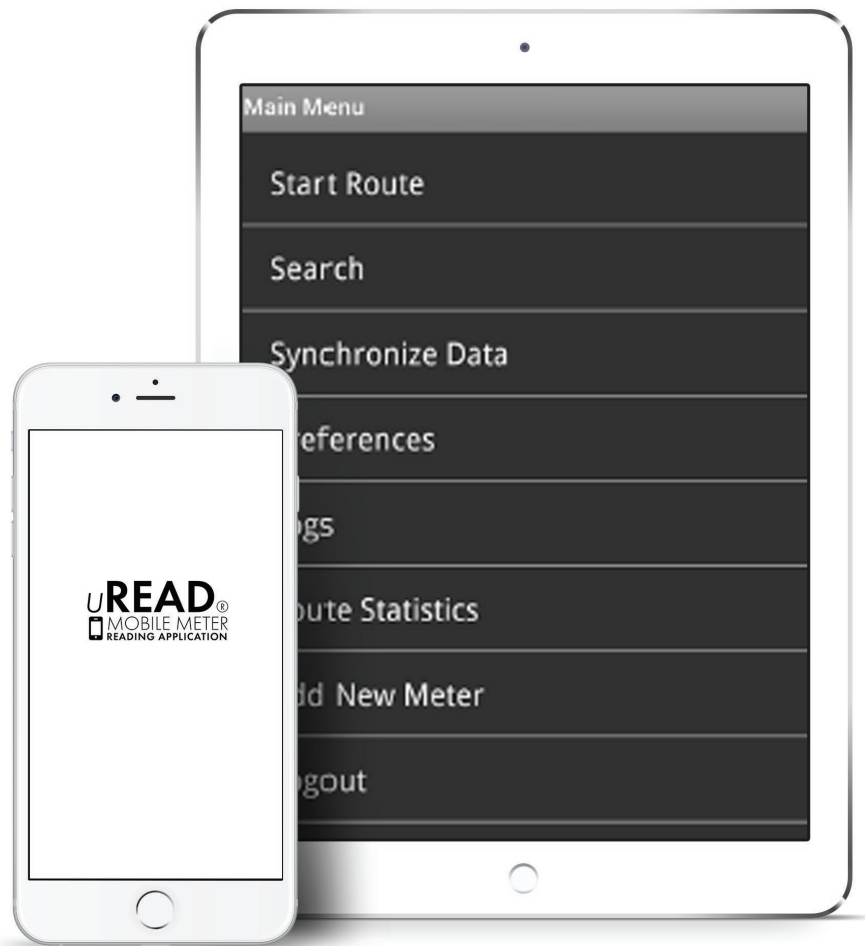 Main Menu
Start Route
Search
Synchronize Data
references
gs
ute Statistics
dd New Meter
gout
uREAD®
MOBILE METER
READING APPLICATION